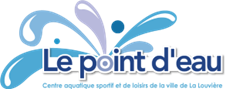 Le point d'eau
Centre aquatique sportif et de loisirs de la ville de La Louvière